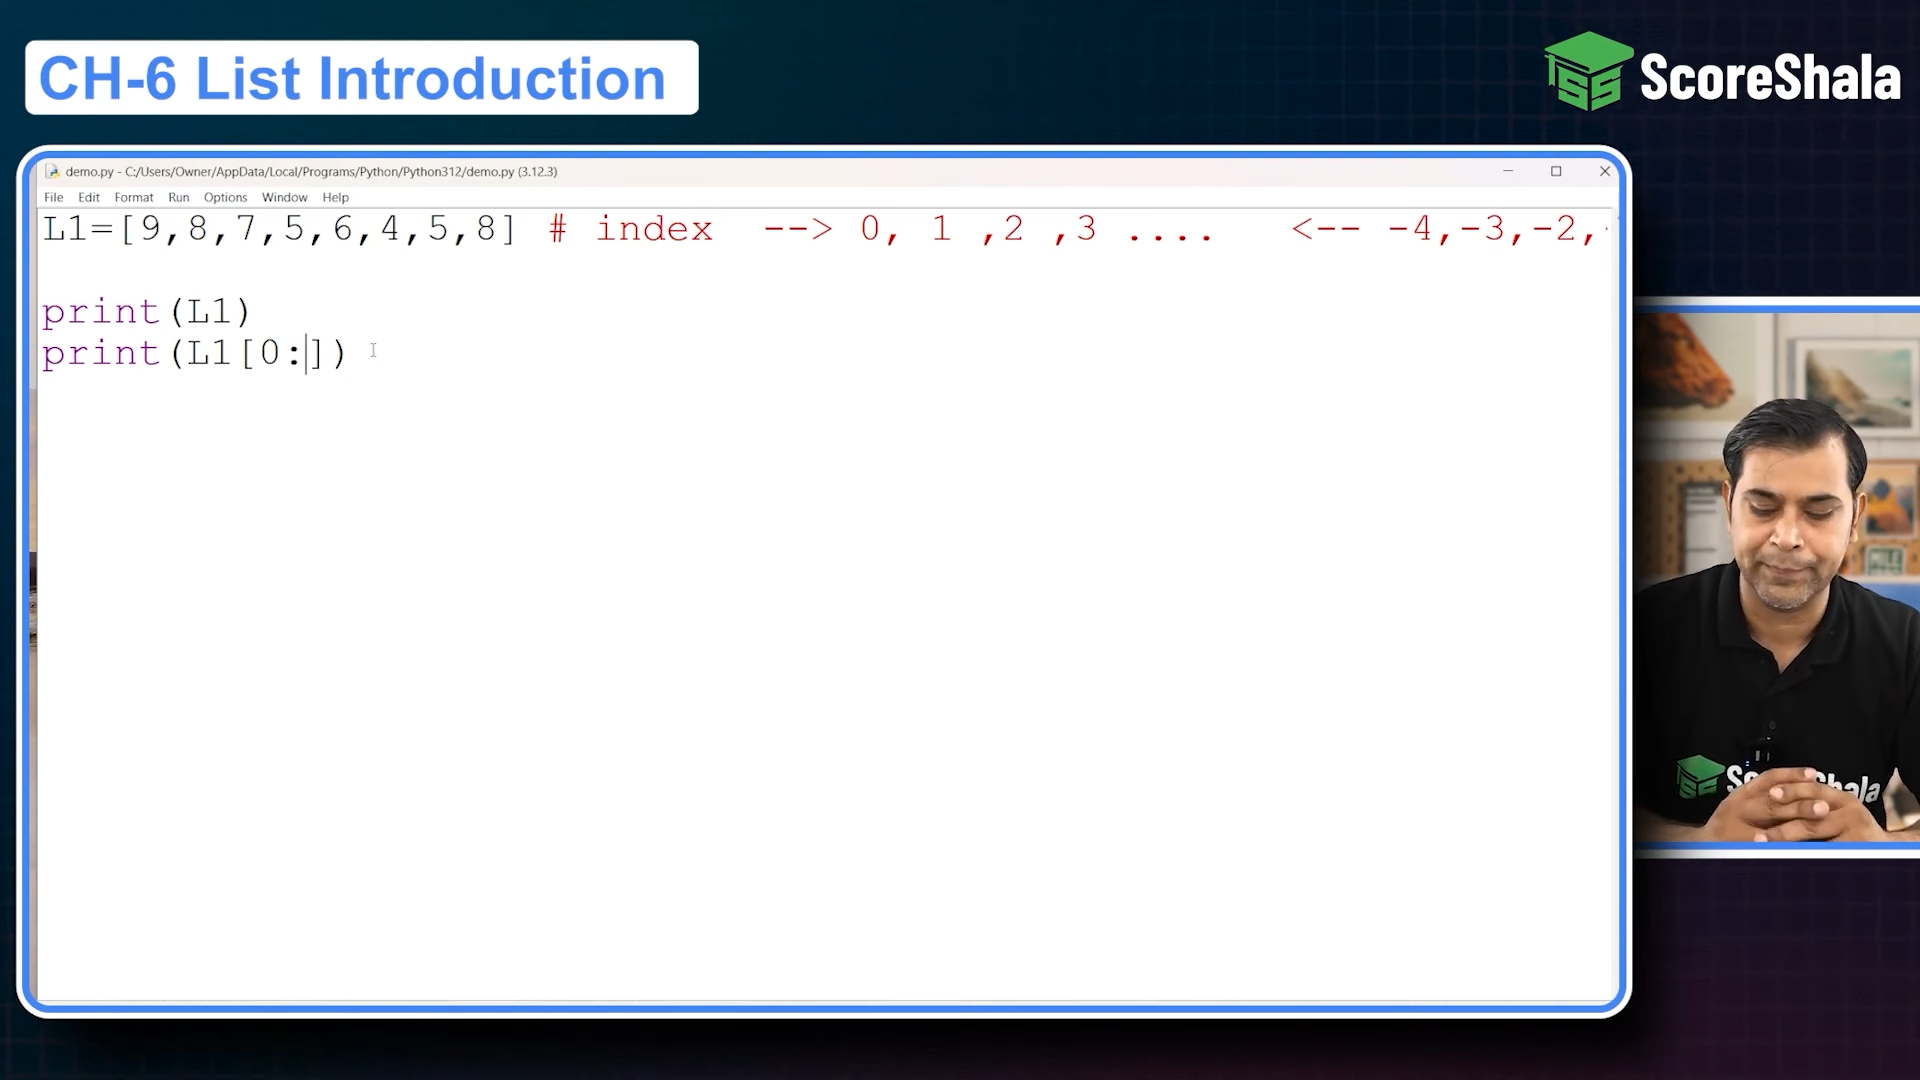 CH-6 List Introduction
ScoreShala
demo.py - C:/Users/Owner/AppData/Local/Programs/Python/Python312/demo.py (3.12.3)
File Edit Format Run Options Window Help
L1=[9,8,7,5,6,4,5,8] # index --> 0, 1 ,2 ,3 .... <-- -4,-3,-2,
print(L1)
print(L1[0:])